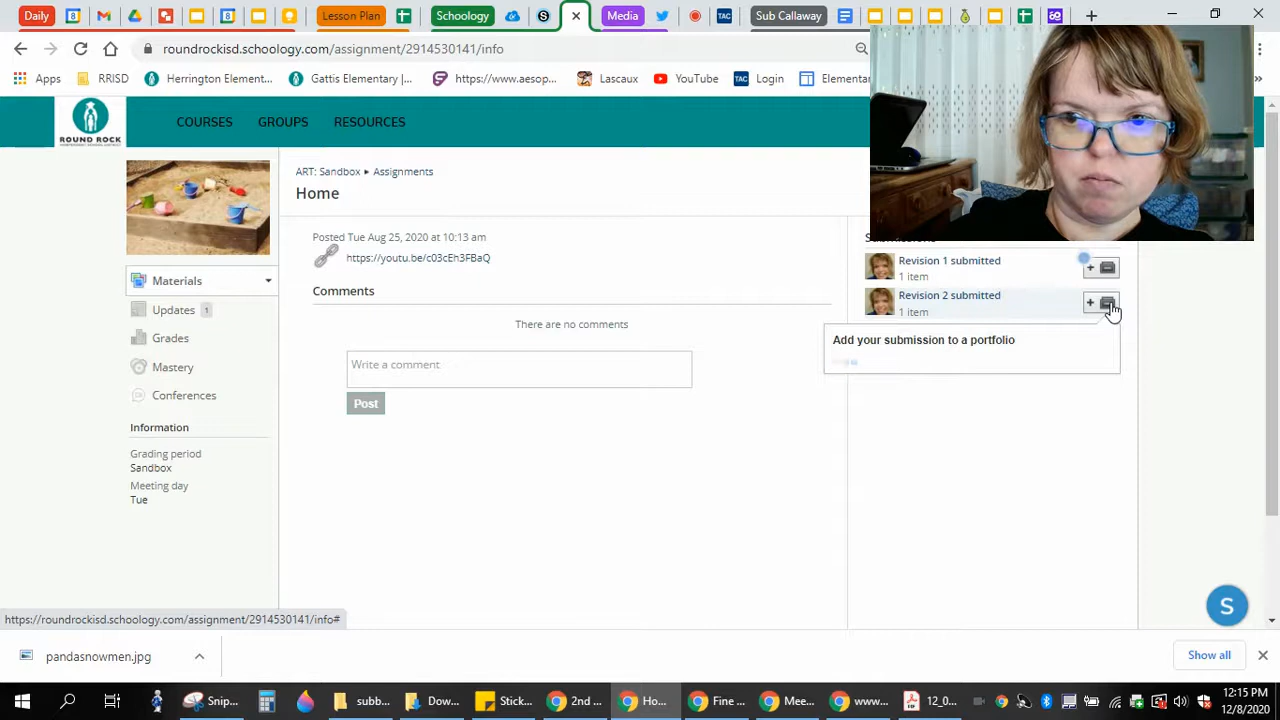 Daily
Lesson Plan
Schoology
Media
TAC
Sub Callaway
roundrockisd.schoology.com/assignment/2914530141/info
Apps
RRISD
Herrington Element...
Gattis Elementary |...
https://www.aesop...
Lascaux
YouTube
TAC
Login
Elementar
ROUND ROCK
COURSES
GROUPS
RESOURCES
ART: Sandbox ▸ Assignments
Home
Posted Tue Aug 25, 2020 at 10:13 am
https://youtu.be/c03cEh3FBaQ
Comments
There are no comments
Write a comment
Post
Materials
Updates 1
Grades
Mastery
Conferences
Information
Grading period
Sandbox
Meeting day
Tue
Submissions
Revision 1 submitted
1 item
Revision 2 submitted
1 item
Add your submission to a portfolio
S
https://roundrockisd.schoology.com/assignment/2914530141/info#
pandasnowmen.jpg
Show all
Snip...
subb...
Dow...
Stick...
2nd ...
Ho...
Fine ...
Mee...
www...
12_0...
12:15 PM
12/8/2020